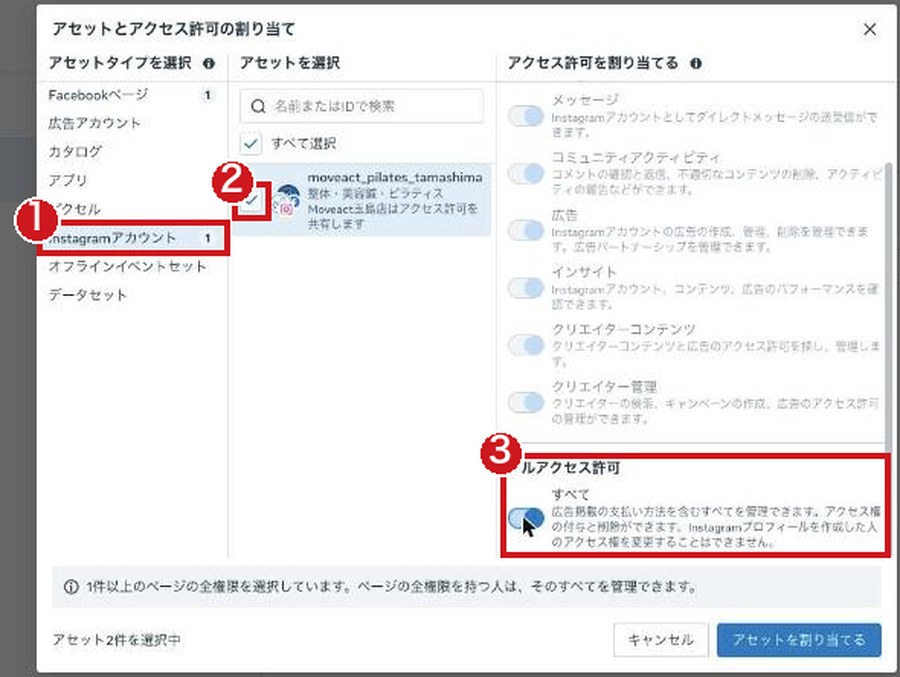 アセットとアクセス許可の割り当て
アセットタイプを選択
Facebookページ 1
広告アカウント
カタログ
アプリ
ピクセル
Instagramアカウント 1
オフラインイベントセット
データセット
1
アセットを選択
名前またはIDで検索
すべて選択
2
moveact_pilates_tamashima
整体・美容鍼・ピラティス
Moveact玉島店はアクセス許可を
共有します
アクセス許可を割り当てる
メッセージ
Instagramアカウントとしてダイレクトメッセージの送受信がで
きます。
コミュニティアクティビティ
コメントの確認と返信、不適切なコンテンツの削除、アクティビ
ティの報告などができます。
広告
Instagramアカウントの広告の作成、管理、削除を管理できま
す。広告パートナーシップを管理できます。
インサイト
Instagramアカウント、コンテンツ、広告のパフォーマンスを確
認できます。
クリエイターコンテンツ
クリエイターコンテンツと広告のアクセス許可を探し、管理しま
す。
クリエイター管理
クリエイターの検索、キャンペーンの作成、広告のアクセス許可
の管理ができます。
3
ルアクセス許可
すべて
広告掲載の支払い方法を含むすべてを管理できます。アクセス権
の付与と削除ができます。Instagramプロフィールを作成した人
のアクセス権を変更することはできません。
1件以上のページの全権限を選択しています。ページの全権限を持つ人は、そのすべてを管理できます。
アセット2件を選択中
キャンセル
アセットを割り当てる